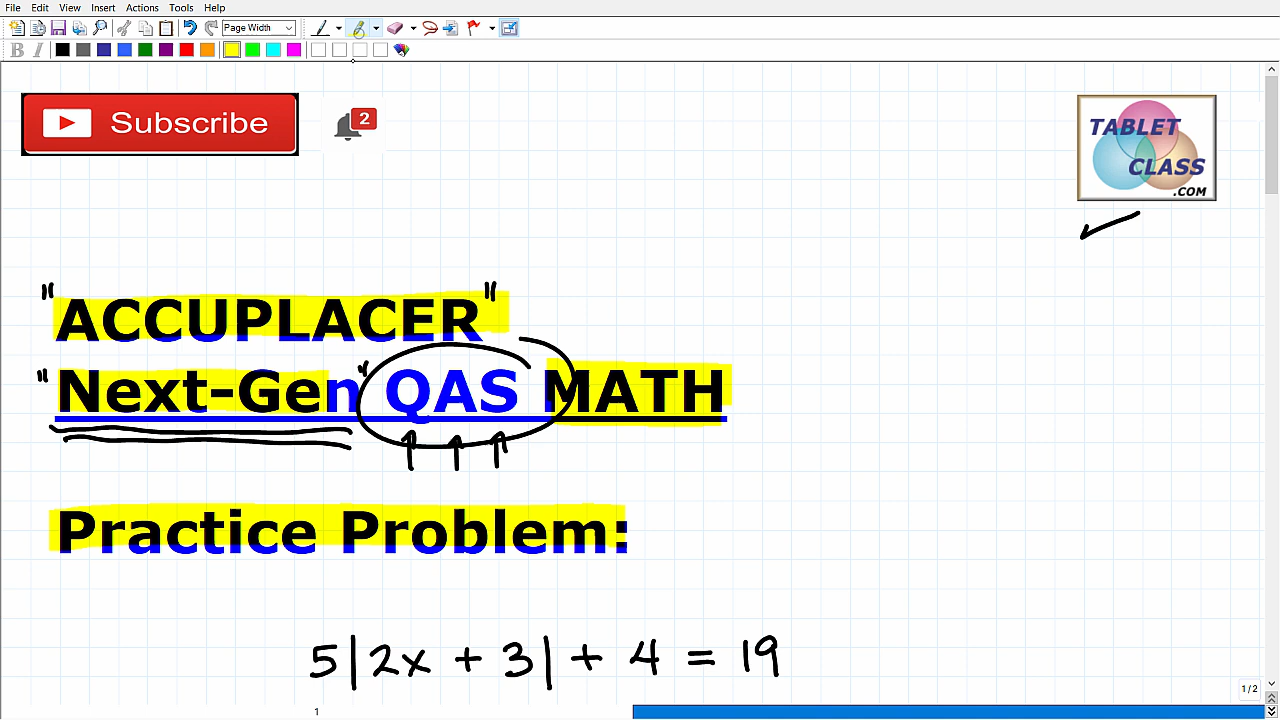 File Edit View Insert Actions Tools Help
Page Width
B I
Subscribe
2
TABLET
CLASS
.COM
"ACCUPLACER"
"Next-Gen" QAS MATH
Practice Problem:
5|2x + 3| + 4 = 19
1/2
1